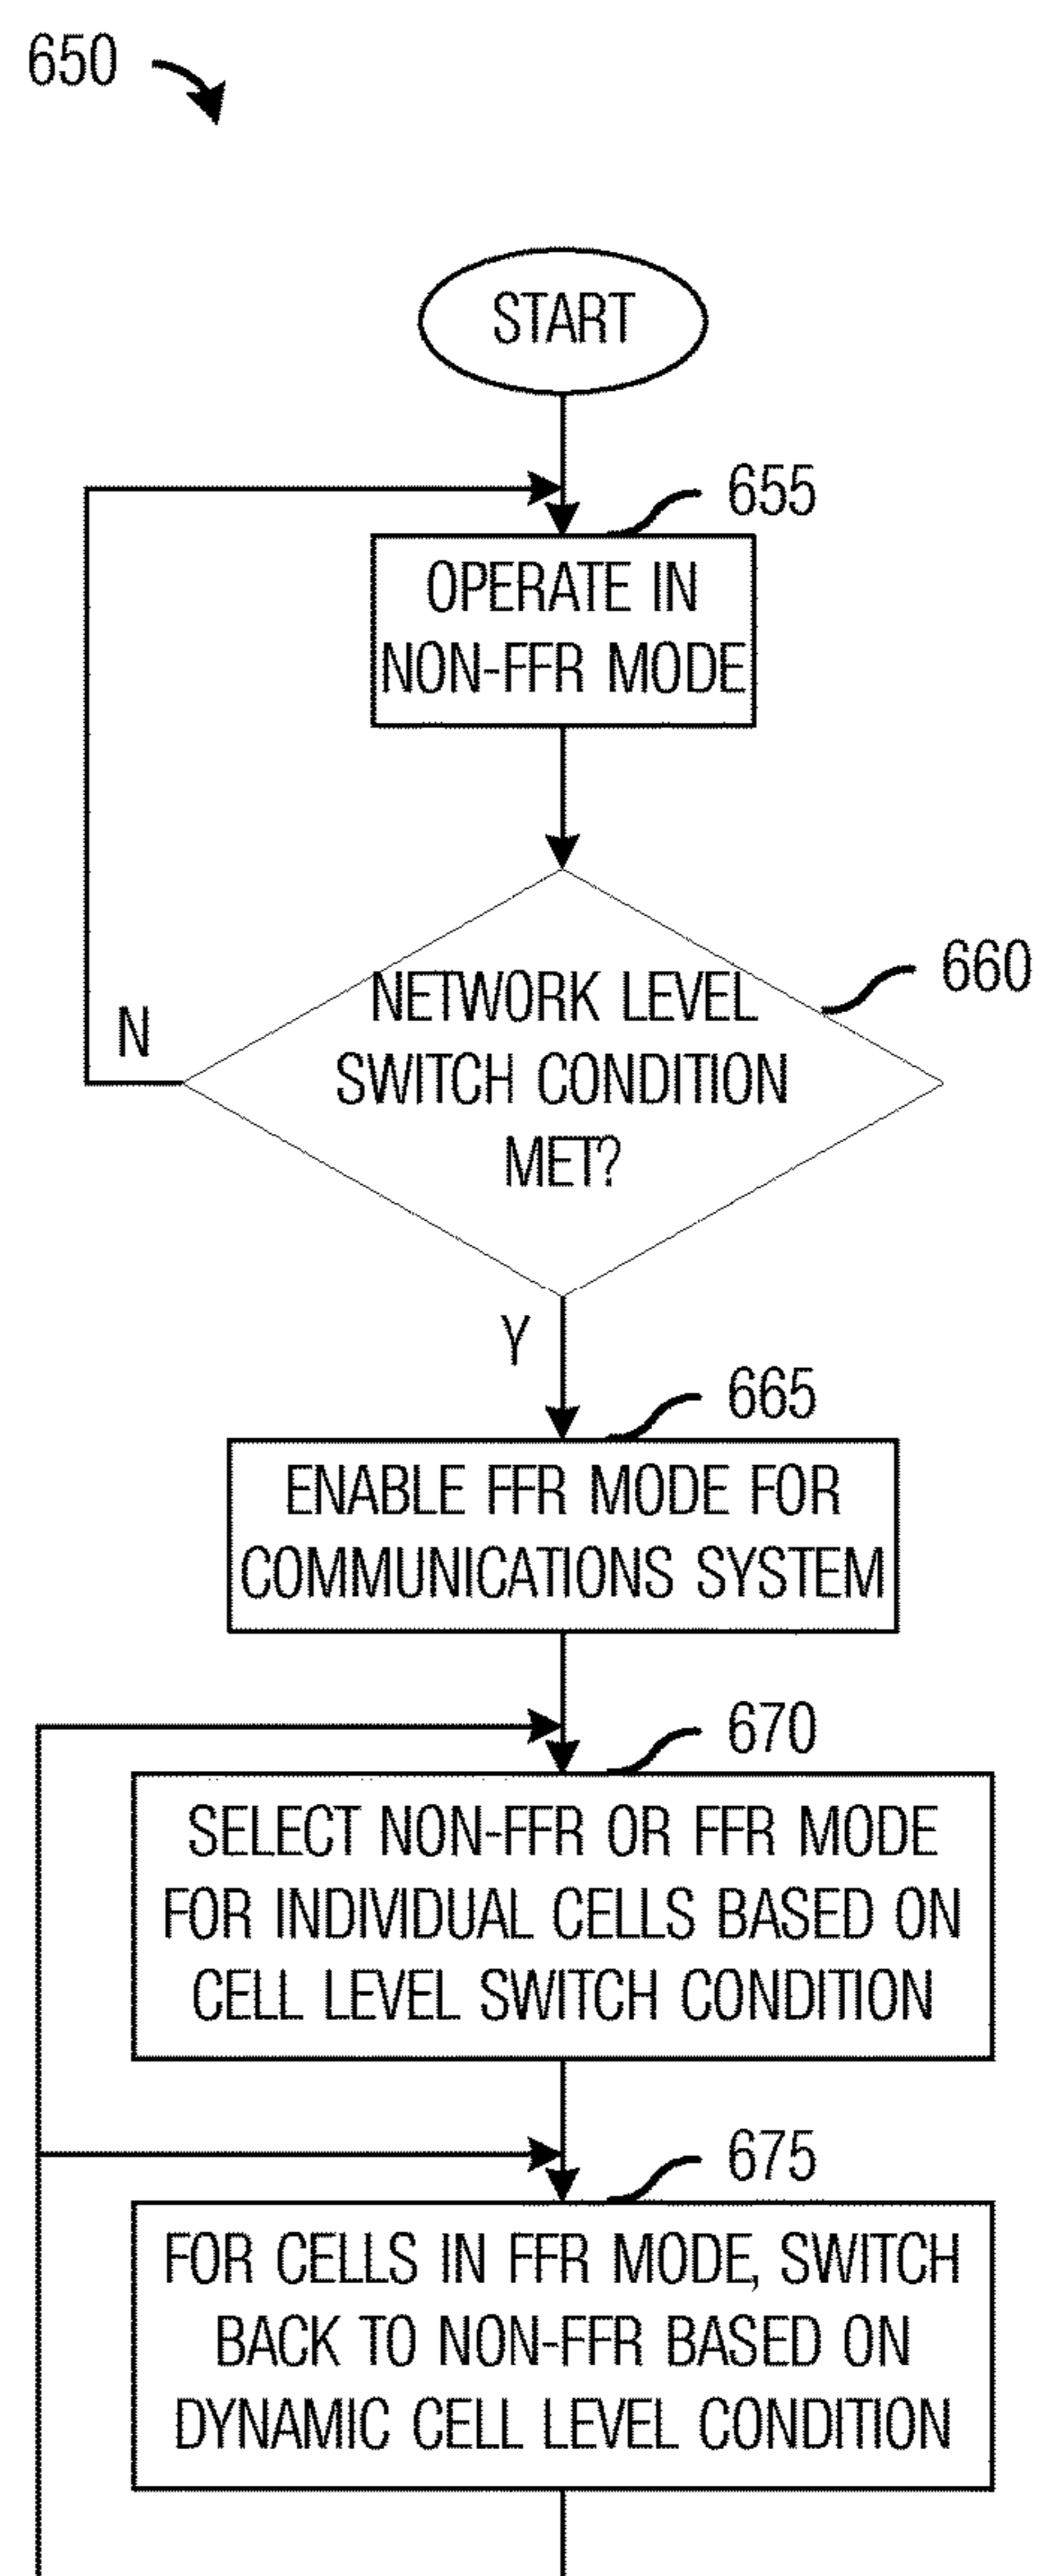 650
START
655
OPERATE IN
NON-FFR MODE
660
NETWORK LEVEL
SWITCH CONDITION
MET?
N
Y
665
ENABLE FFR MODE FOR
COMMUNICATIONS SYSTEM
670
SELECT NON-FFR OR FFR MODE
FOR INDIVIDUAL CELLS BASED ON
CELL LEVEL SWITCH CONDITION
675
FOR CELLS IN FFR MODE, SWITCH
BACK TO NON-FFR BASED ON
DYNAMIC CELL LEVEL CONDITION